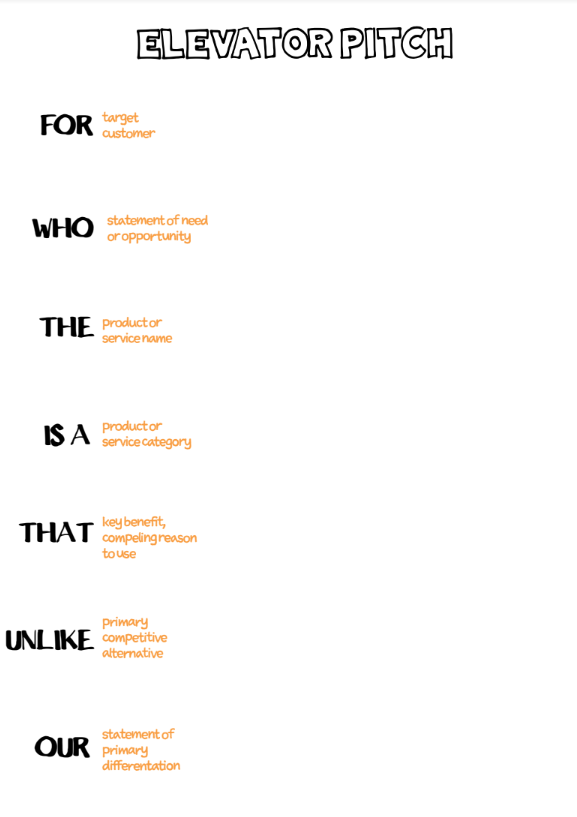 ELEVATOR PITCH
FOR target
customer
WHO statement of need
or opportunity
THE product or
service name
IS A product or
service category
THAT key benefit,
compeling reason
to use
UNLIKE primary
competitive
alternative
OUR statement of
primary
differentation